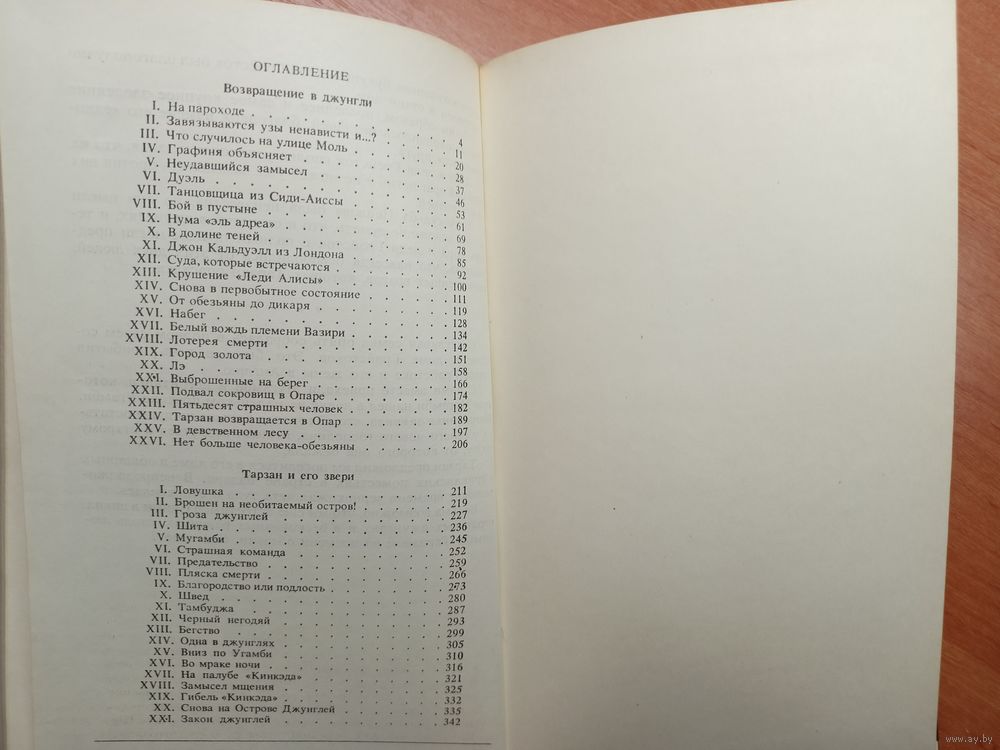 ОГЛАВЛЕНИЕ
Возвращение в джунгли
I. На пароходе . . . . . . . . . . 4
II. Завязываются узы ненависти и...? . . . . . 11
III. Что случилось на улице Моль . . . . . . 20
IV. Графиня объясняет . . . . . . . . 28
V. Неудавшийся замысел . . . . . . . . 37
VI. Дуэль . . . . . . . . . . . . 46
VII. Танцовщица из Сиди-Аиссы . . . . . . 53
VIII. Бой в пустыне . . . . . . . . . 61
IX. Нума «эль адреа» . . . . . . . . . 69
X. В долине теней . . . . . . . . . 78
XI. Джон Кальдуэлл из Лондона . . . . . . 85
XII. Суда, которые встречаются . . . . . . 92
XIII. Крушение «Леди Алисы» . . . . . . . 100
XIV. Снова в первобытное состояние . . . . . 111
XV. От обезьяны до дикаря . . . . . . . 119
XVI. Набег . . . . . . . . . . . . 128
XVII. Белый вождь племени Вазири . . . . . . 134
XVIII. Лотерея смерти . . . . . . . . . 142
XIX. Город золота . . . . . . . . . . 151
XX. Лэ . . . . . . . . . . . . . 158
XXI. Выброшенные на берег . . . . . . . 166
XXII. Подвал сокровищ в Опаре . . . . . . . 174
XXIII. Пятьдесят страшных человек . . . . . . 182
XXIV. Тарзан возвращается в Опар . . . . . . 189
XXV. В девственном лесу . . . . . . . . 197
XXVI. Нет больше человека-обезьяны . . . . . 206
Тарзан и его звери
I. Ловушка . . . . . . . . . . . 211
II. Брошен на необитаемый остров! . . . . . 219
III. Гроза джунглей . . . . . . . . . 227
IV. Шита . . . . . . . . . . . . 236
V. Мугамби . . . . . . . . . . . 245
VI. Страшная команда . . . . . . . . 252
VII. Предательство . . . . . . . . . 259
VIII. Пляска смерти . . . . . . . . . 266
IX. Благородство или подлость . . . . . . 273
X. Швед . . . . . . . . . . . . 280
XI. Тамбуджа . . . . . . . . . . . 287
XII. Черный негодяй . . . . . . . . . 293
XIII. Бегство . . . . . . . . . . . 299
XIV. Одна в джунглях . . . . . . . . . 305
XV. Вниз по Угамби . . . . . . . . . 310
XVI. Во мраке ночи . . . . . . . . . 316
XVII. На палубе «Кинкэда» . . . . . . . . 321
XVIII. Замысел мщения . . . . . . . . . 325
XIX. Гибель «Кинкэда» . . . . . . . . . 332
XX. Снова на Острове Джунглей . . . . . . 335
XXI. Закон джунглей . . . . . . . . . 342
www.ay.by